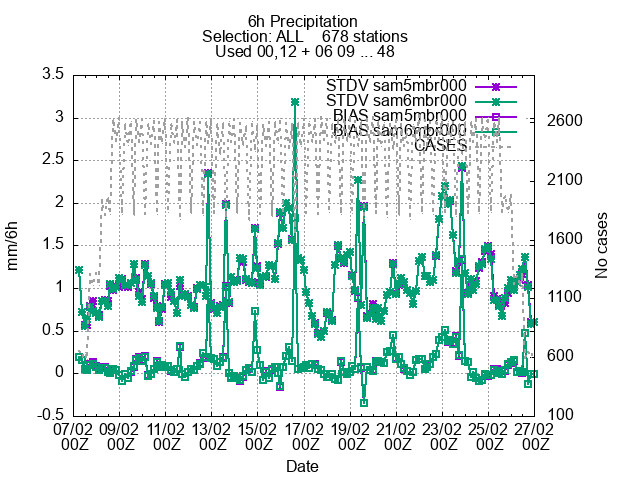 6h Precipitation
Selection: ALL 678 stations
Used 00,12 + 06 09 ... 48
STDV sam5mbr000
STDV sam6mbr000
BIAS sam5mbr000
BIAS sam6mbr000
CASES
3.5
3
2.5
2
1.5
1
0.5
0
-0.5
mm/6h
2600
2100
1600
1100
600
100
No cases
07/02 09/02 11/02 13/02 15/02 17/02 19/02 21/02 23/02 25/02 27/02
00Z 00Z 00Z 00Z 00Z 00Z 00Z 00Z 00Z 00Z 00Z
Date